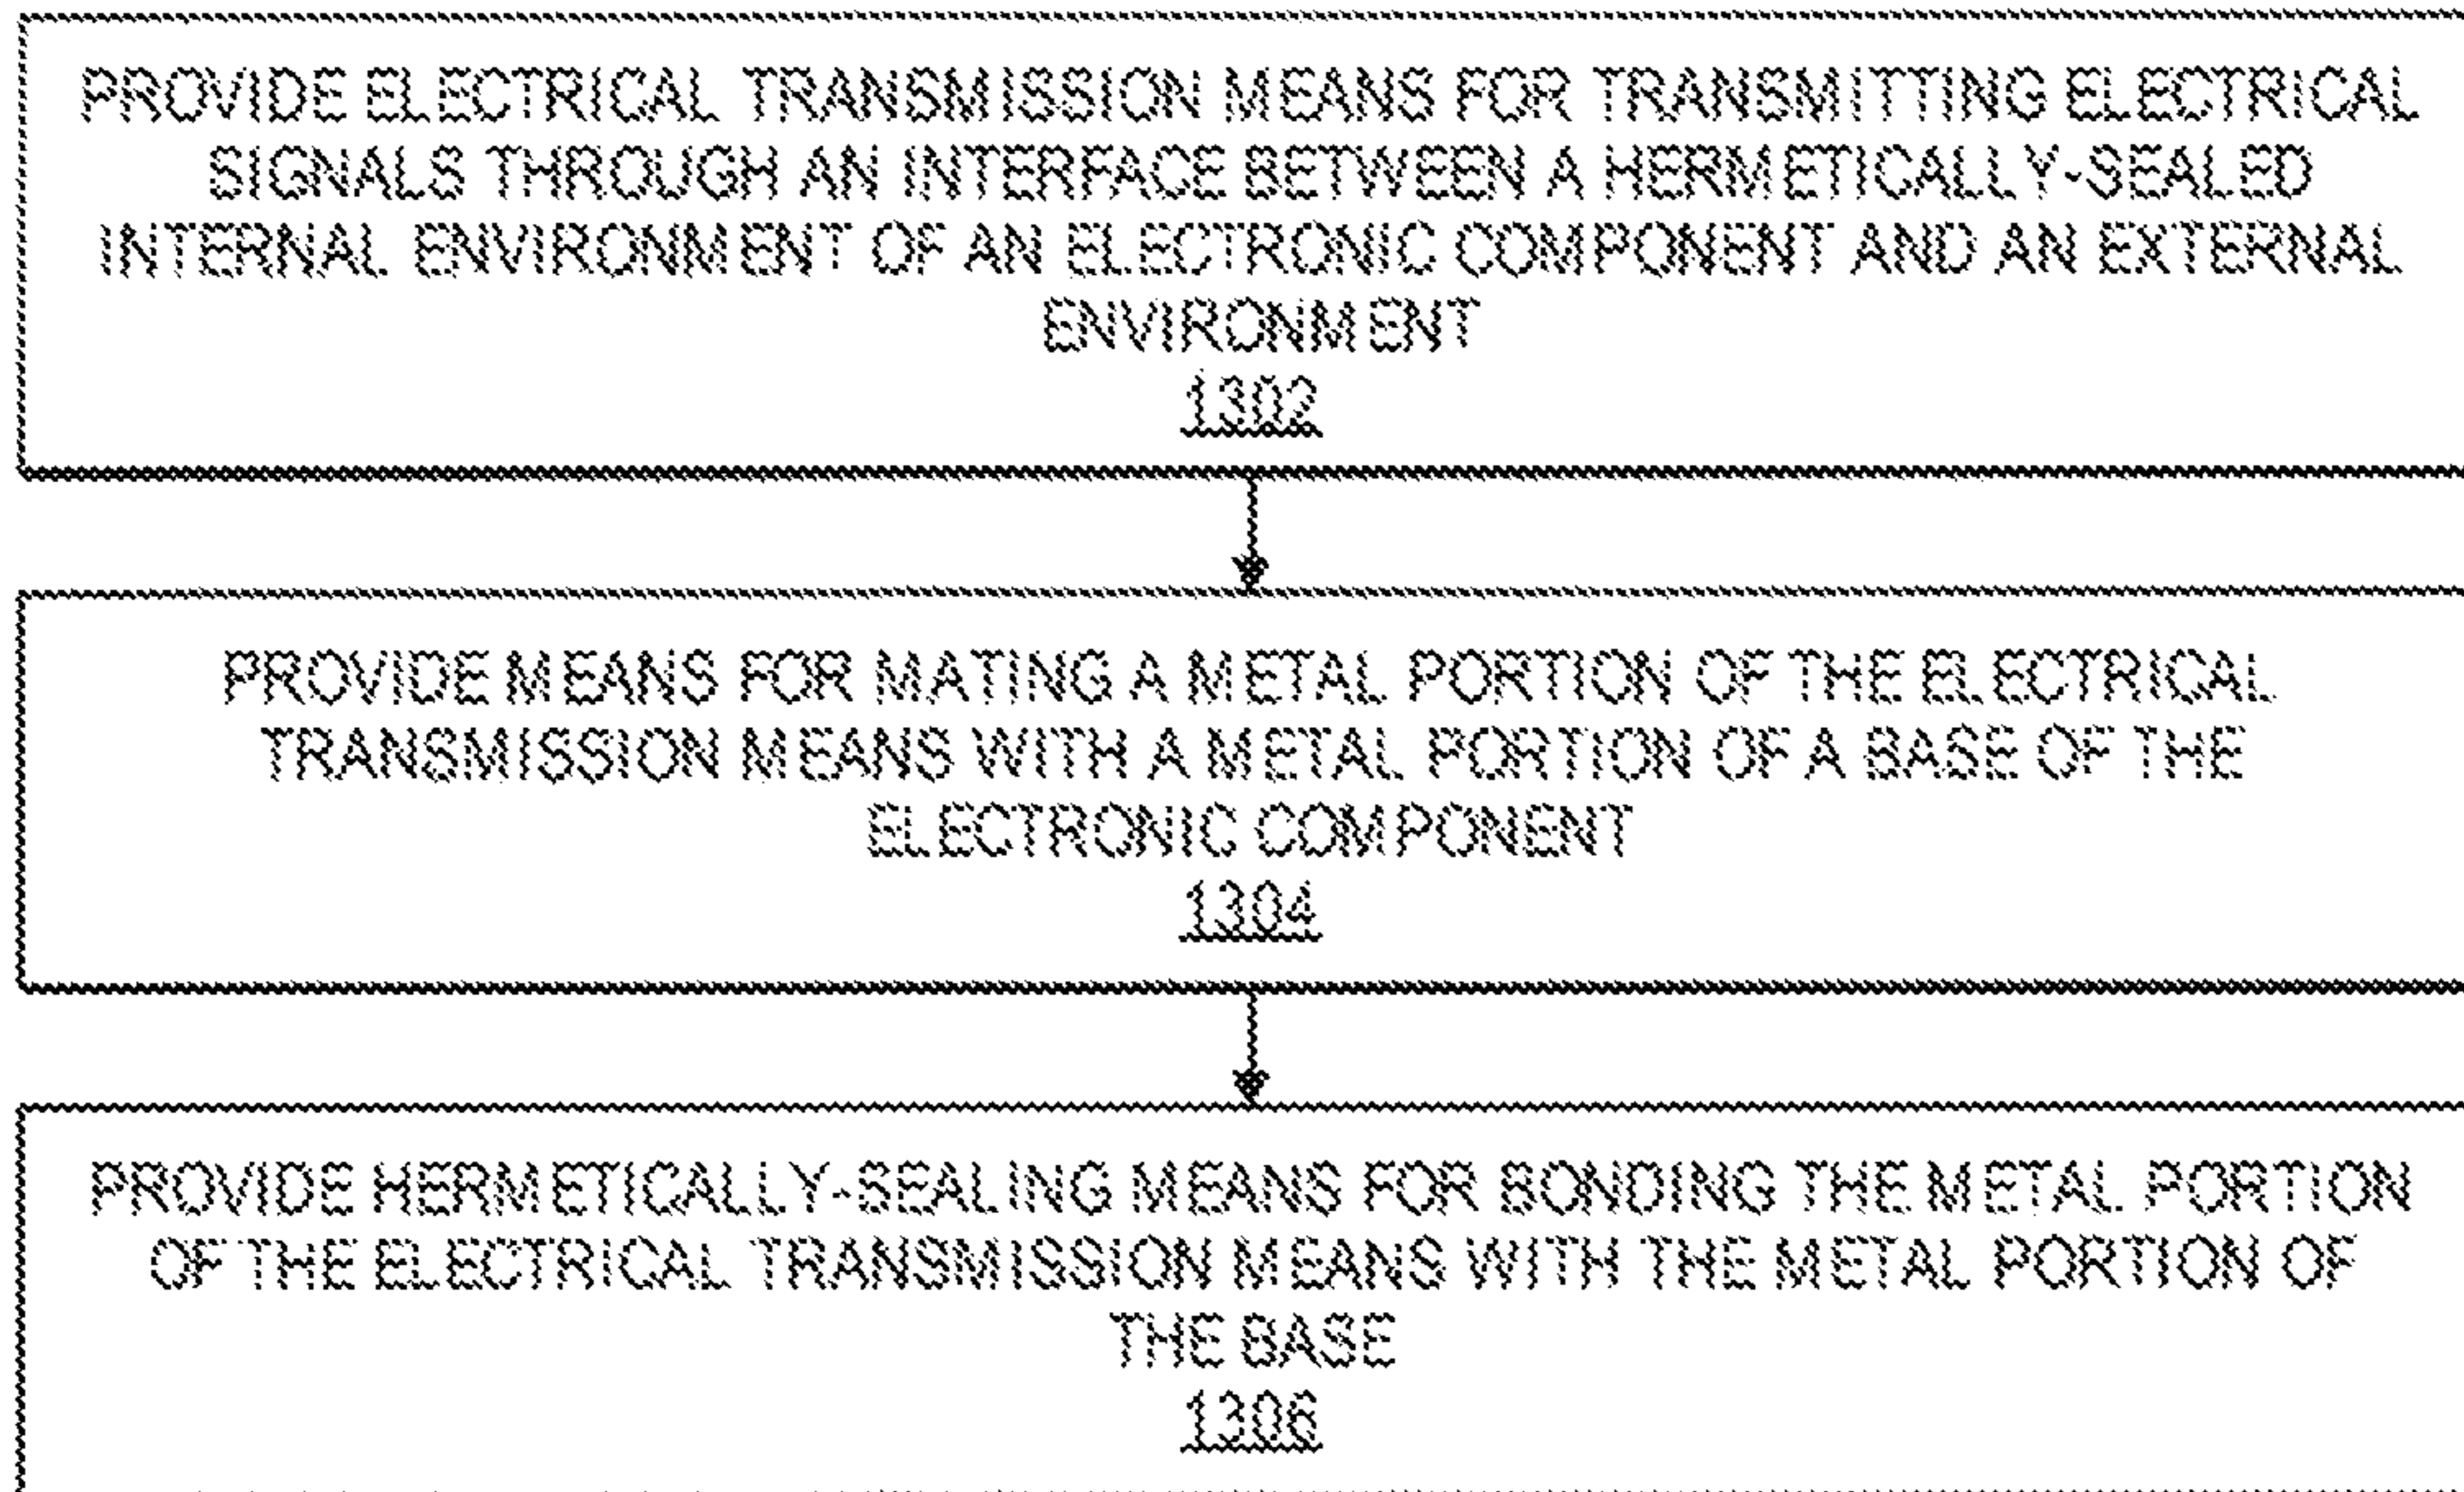 PROVIDE ELECTRICAL TRANSMISSION MEANS FOR TRANSMITTING ELECTRICAL
SIGNALS THROUGH AN INTERFACE BETWEEN A HERMETICALLY-SEALED
INTERNAL ENVIRONMENT OF AN ELECTRONIC COMPONENT AND AN EXTERNAL
ENVIRONMENT
1302
PROVIDE MEANS FOR MATING A METAL PORTION OF THE ELECTRICAL
TRANSMISSION MEANS WITH A METAL PORTION OF A BASE OF THE
ELECTRONIC COMPONENT
1304
PROVIDE HERMETICALLY-SEALING MEANS FOR BONDING THE METAL PORTION
OF THE ELECTRICAL TRANSMISSION MEANS WITH THE METAL PORTION OF
THE BASE
1306